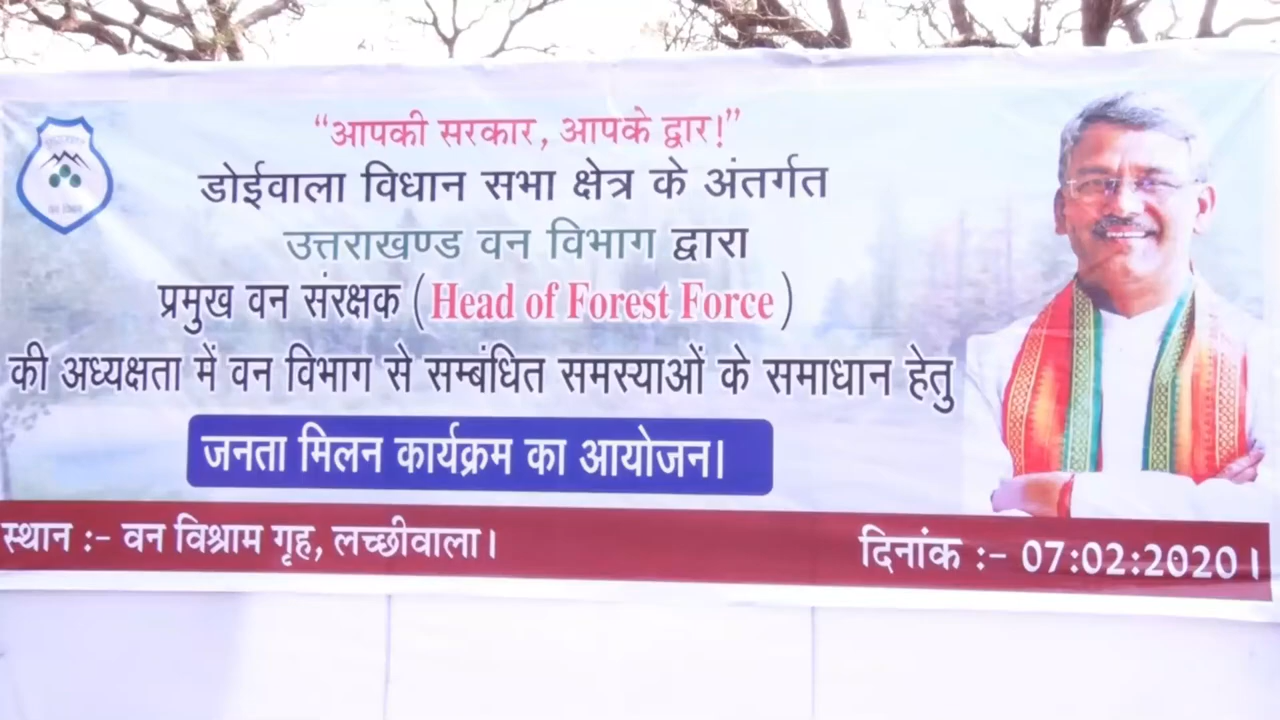 “आपकी सरकार, आपके द्वार!”
डोईवाला विधान सभा क्षेत्र के अंतर्गत
उत्तराखण्ड वन विभाग द्वारा
प्रमुख वन संरक्षक (Head of Forest Force)
की अध्यक्षता में वन विभाग से सम्बंधित समस्याओं के समाधान हेतु
जनता मिलन कार्यक्रम का आयोजन।
स्थान :- वन विश्राम गृह, लच्छीवाला।
दिनांक :- 07:02:2020।